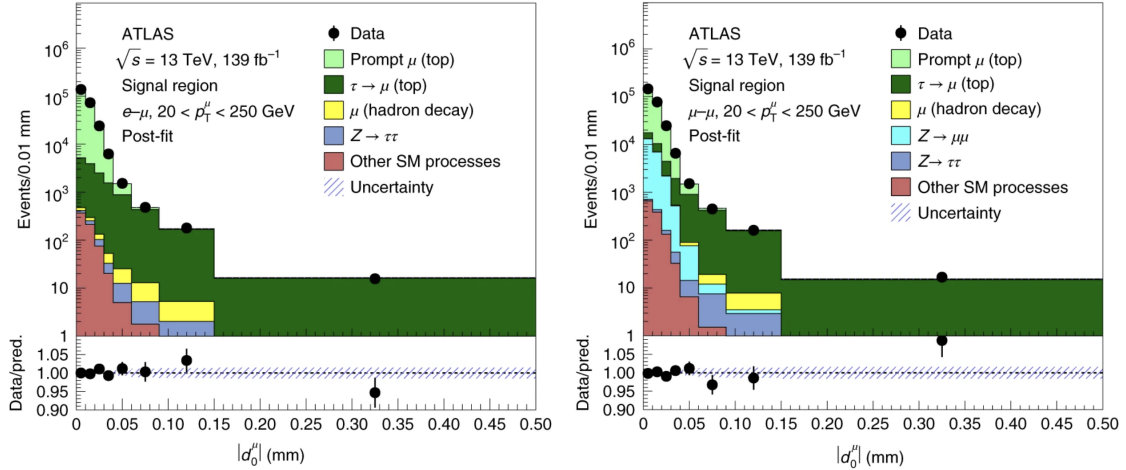 ATLAS
√s = 13 TeV, 139 fb⁻¹
Signal region
e–μ, 20 < p_T^μ < 250 GeV
Post-fit
Data
Prompt μ (top)
τ → μ (top)
μ (hadron decay)
Z → ττ
Other SM processes
Uncertainty
Events/0.01 mm
10⁶
10⁵
10⁴
10³
10²
10
1
Data/pred.
1.05
1.00
0.95
0.90
0 0.05 0.10 0.15 0.20 0.25 0.30 0.35 0.40 0.45 0.50
|d_0^μ| (mm)
ATLAS
√s = 13 TeV, 139 fb⁻¹
Signal region
μ–μ, 20 < p_T^μ < 250 GeV
Post-fit
Data
Prompt μ (top)
τ → μ (top)
μ (hadron decay)
Z → μμ
Z → ττ
Other SM processes
Uncertainty
Events/0.01 mm
10⁶
10⁵
10⁴
10³
10²
10
1
Data/pred.
1.05
1.00
0.95
0.90
0 0.05 0.10 0.15 0.20 0.25 0.30 0.35 0.40 0.45 0.50
|d_0^μ| (mm)